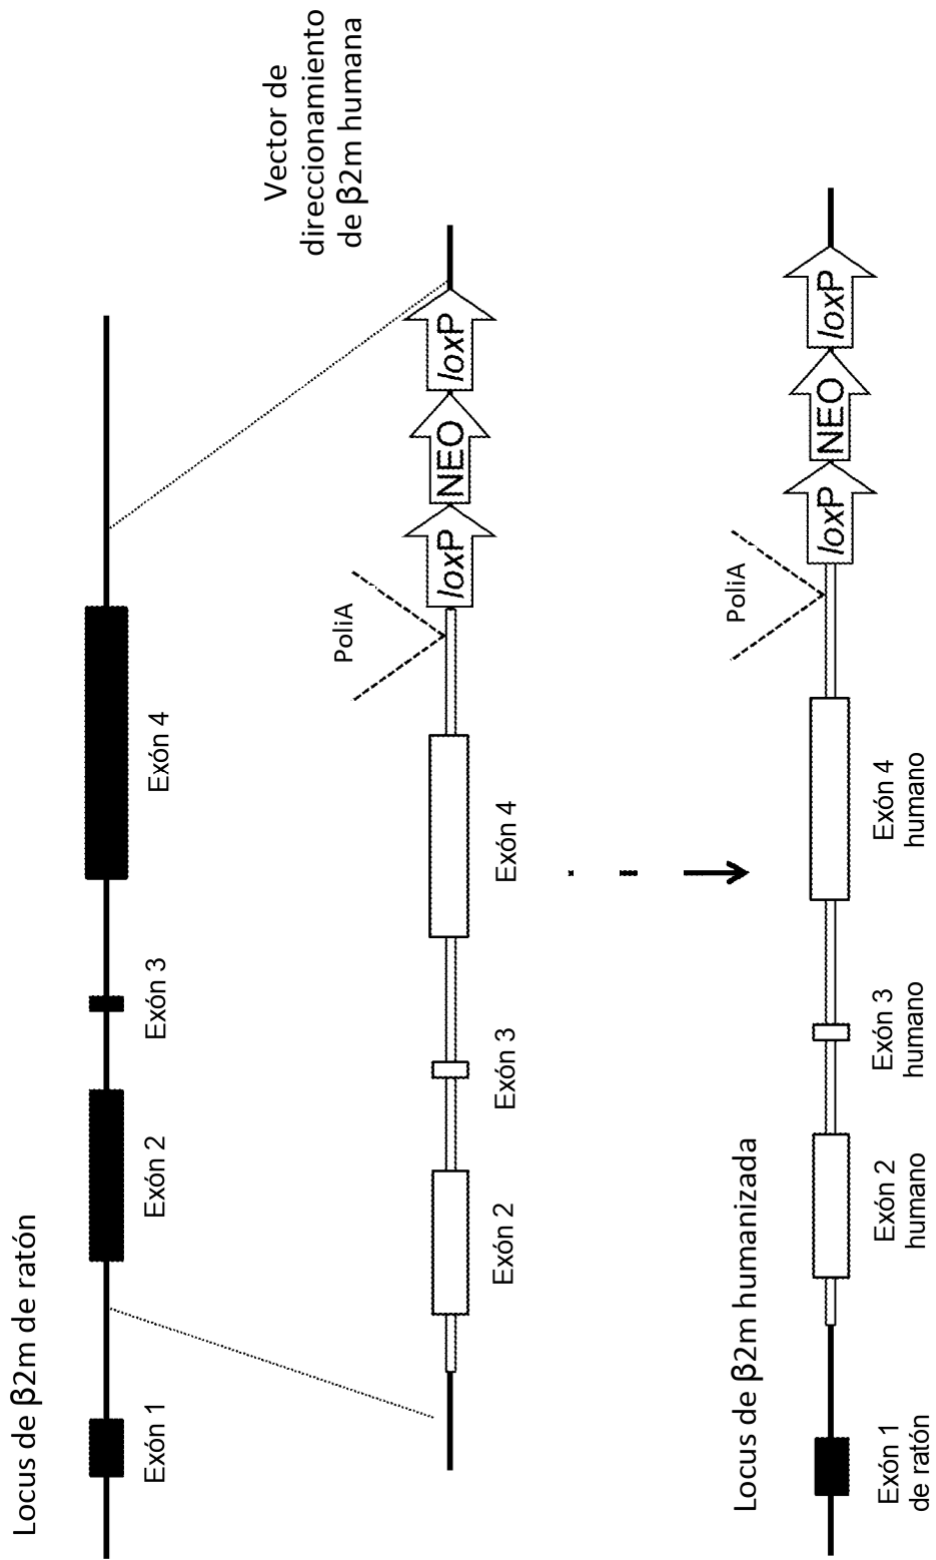 Locus de β2m de ratón
Exón 1
Exón 2
Exón 3
Exón 4
Vector de
direccionamiento
de β2m humana
PoliA
loxP
NEO
loxP
Exón 2
Exón 3
Exón 4
Locus de β2m humanizada
PoliA
loxP
NEO
loxP
Exón 1
de ratón
Exón 2
humano
Exón 3
humano
Exón 4
humano